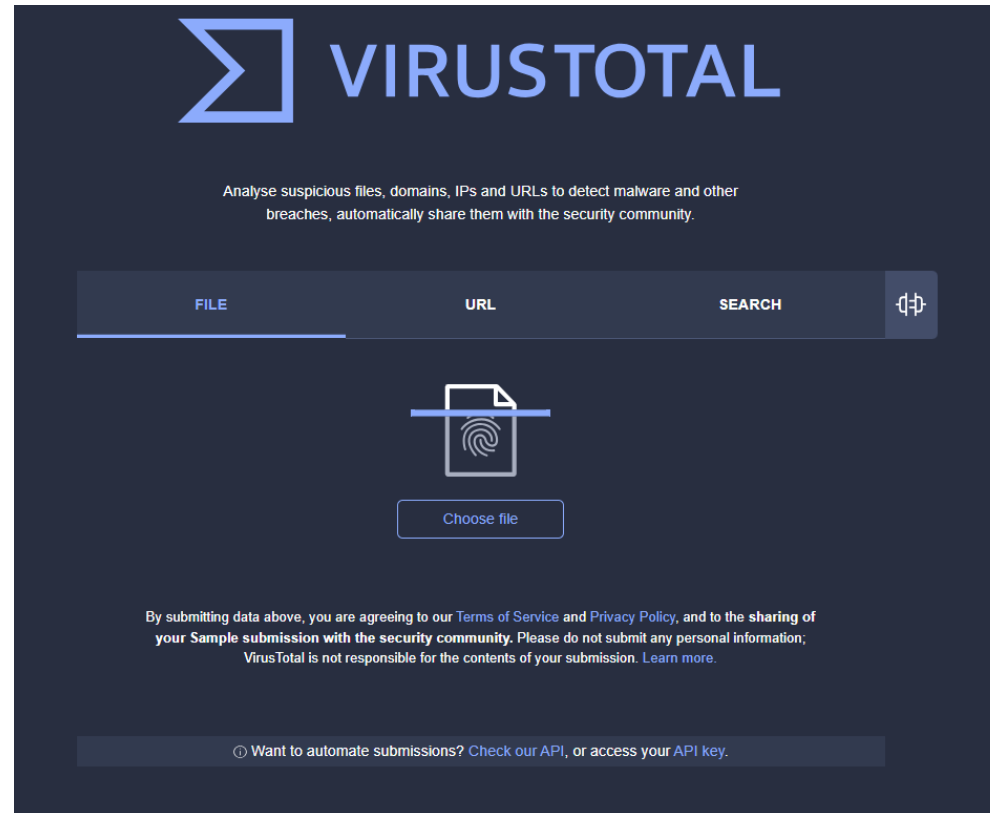 VIRUSTOTAL
Analyse suspicious files, domains, IPs and URLs to detect malware and other
breaches, automatically share them with the security community.
FILE
URL
SEARCH
Choose file
By submitting data above, you are agreeing to our Terms of Service and Privacy Policy, and to the sharing of
your Sample submission with the security community. Please do not submit any personal information;
VirusTotal is not responsible for the contents of your submission. Learn more.
Want to automate submissions? Check our API, or access your API key.